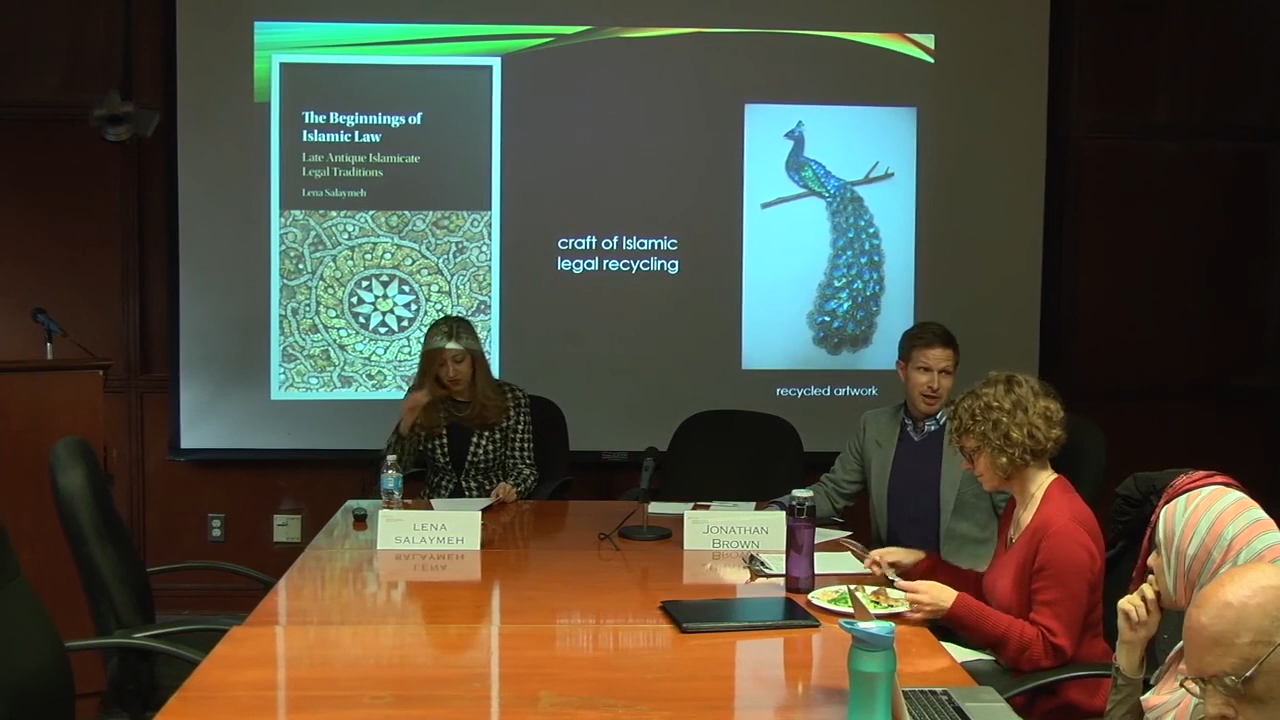 The Beginnings of
Islamic Law
Late Antique Islamicate
Legal Traditions
Lena Salaymeh
craft of Islamic
legal recycling
recycled artwork
LENA
SALAYMEH
JONATHAN
BROWN